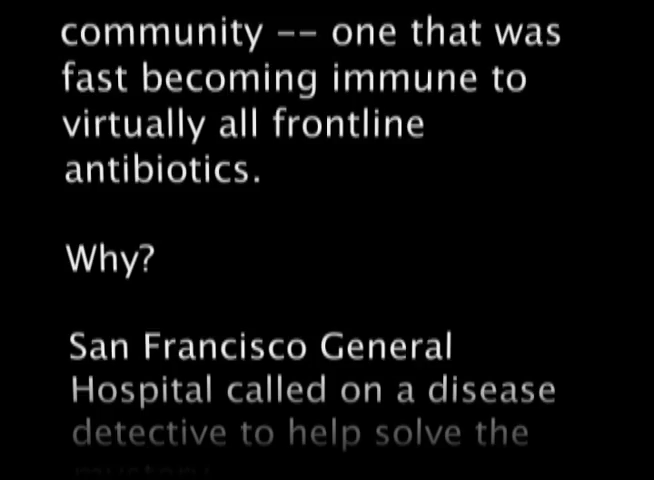 community -- one that was
fast becoming immune to
virtually all frontline
antibiotics.
Why?
San Francisco General
Hospital called on a disease
detective to help solve the